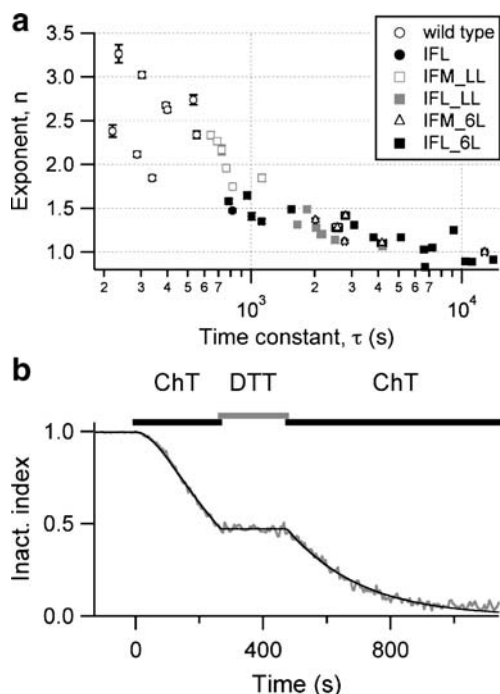 a
3.5
3.0
2.5
2.0
1.5
1.0
Exponent, n
wild type
IFL
IFM_LL
IFL_LL
IFM_6L
IFL_6L
2 3 4 5 6 7 10³ 2 3 4 5 6 7 10⁴
Time constant, τ (s)
b
ChT DTT ChT
1.0
0.5
0.0
Inact. index
0 400 800
Time (s)